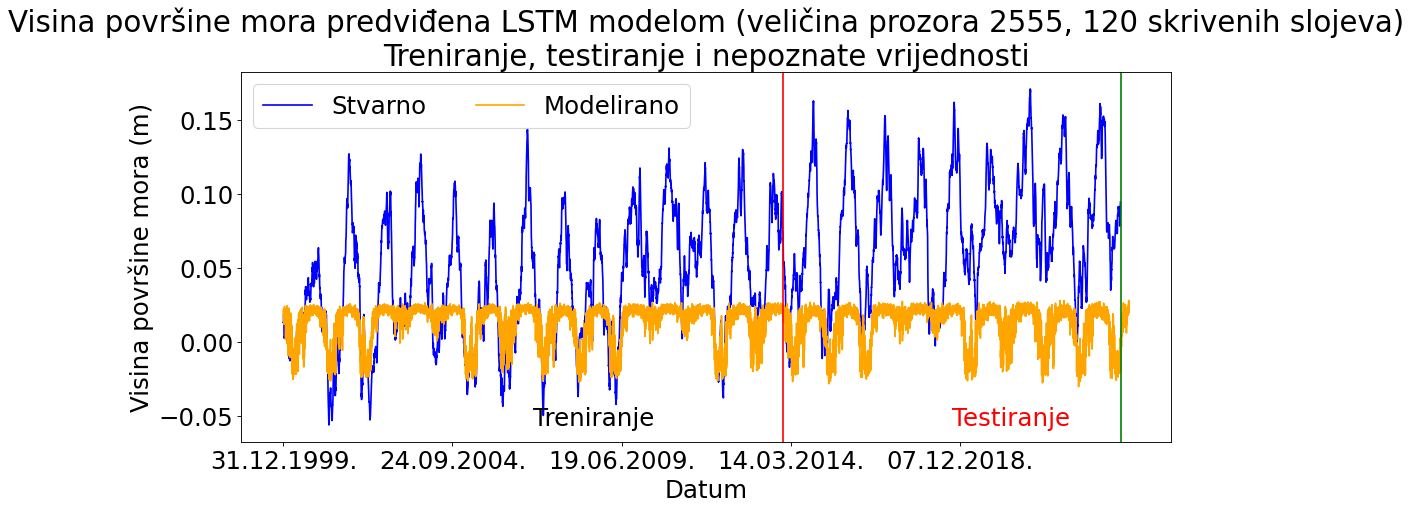 Visina površine mora predviđena LSTM modelom (veličina prozora 2555, 120 skrivenih slojeva)
Treniranje, testiranje i nepoznate vrijednosti
Stvarno Modelirano
Visina površine mora (m)
0.15
0.10
0.05
0.00
−0.05
Treniranje Testiranje
31.12.1999. 24.09.2004. 19.06.2009. 14.03.2014. 07.12.2018.
Datum